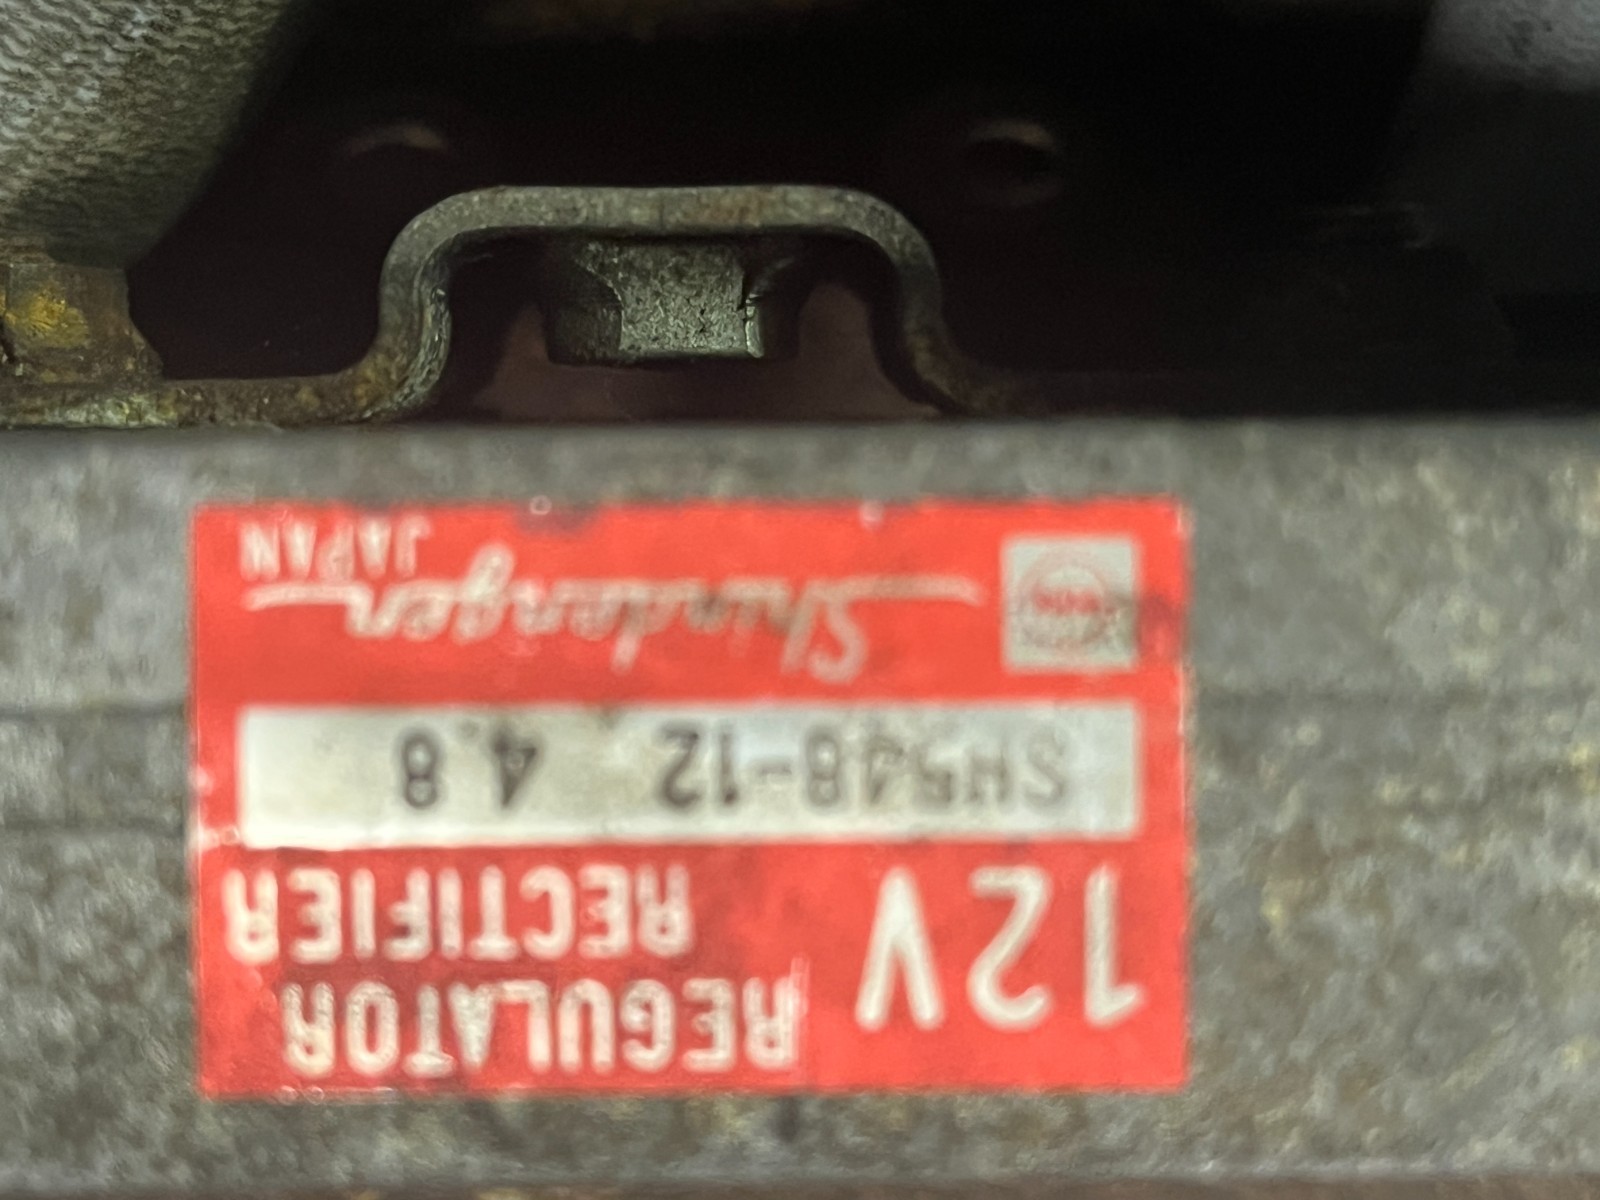 12V REGULATOR
RECTIFIER
SH548-12 4.8
Shindengen
JAPAN